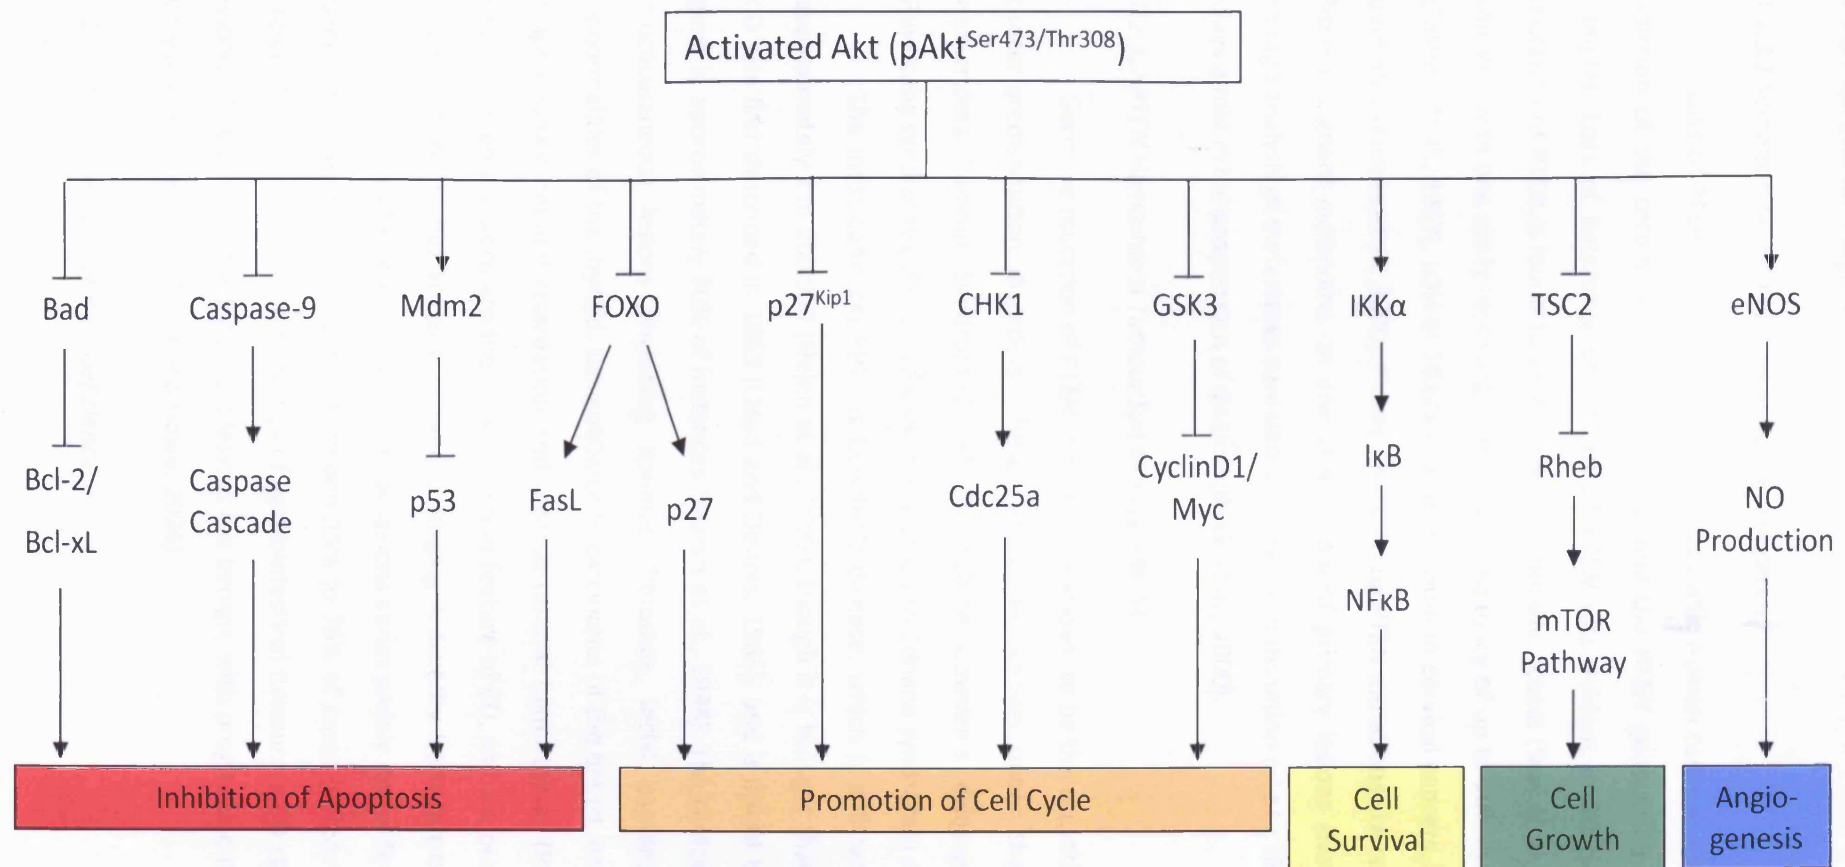 Activated Akt (pAktSer473/Thr308)
Bad
Caspase-9
Mdm2
FOXO
p27Kip1
CHK1
GSK3
IKKα
TSC2
eNOS
Bcl-2/
Bcl-xL
Caspase
Cascade
p53
FasL
p27
Cdc25a
CyclinD1/
Myc
IκB
NFκB
Rheb
mTOR
Pathway
NO
Production
Inhibition of Apoptosis
Promotion of Cell Cycle
Cell
Survival
Cell
Growth
Angio-
genesis